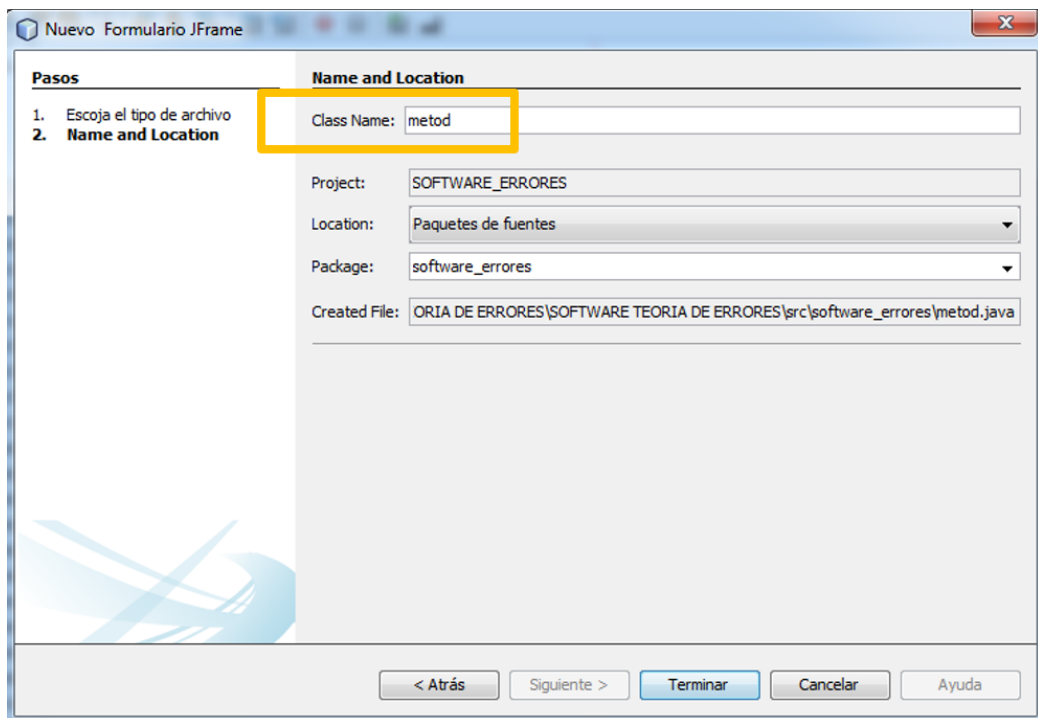 Nuevo Formulario JFrame
Pasos
1. Escoja el tipo de archivo
2. Name and Location
Name and Location
Class Name: metod
Project: SOFTWARE_ERRORES
Location: Paquetes de fuentes
Package: software_errores
Created File: ORIA DE ERRORES\SOFTWARE TEORIA DE ERRORES\src\software_errores\metod.java
< Atrás Siguiente > Terminar Cancelar Ayuda